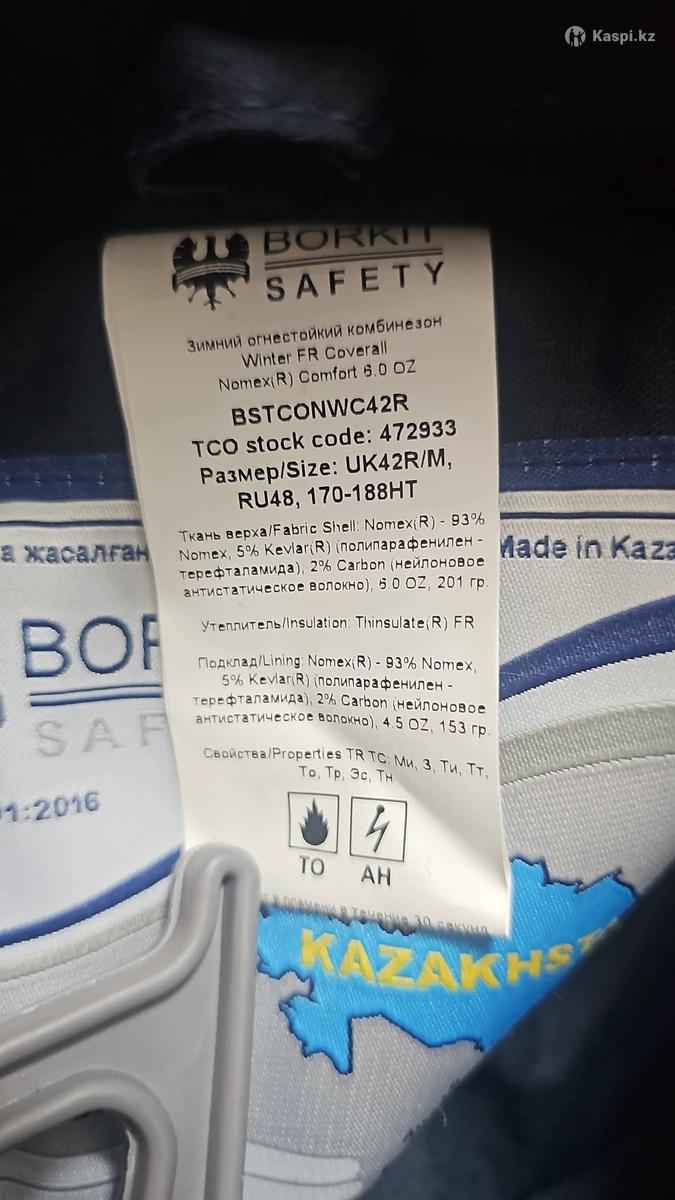 Kaspi.kz
BORKIT
SAFETY
Зимний огнестойкий комбинезон
Winter FR Coverall
Nomex(R) Comfort 6.0 OZ
BSTCONWC42R
TCO stock code: 472933
Размер/Size: UK42R/M,
RU48, 170-188HT
Ткань верха/Fabric Shell: Nomex(R) - 93%
Nomex, 5% Kevlar(R) (полипарафенилен -
терефталамида), 2% Carbon (нейлоновое
антистатическое волокно), 6.0 OZ, 201 гр.
Утеплитель/Insulation: Thinsulate(R) FR
Подклад/Lining: Nomex(R) - 93% Nomex,
5% Kevlar(R) (полипарафенилен -
терефталамида), 2% Carbon (нейлоновое
антистатическое волокно), 4.5 OZ, 153 гр.
Свойства/Properties TR TC: Ми, З, Ти, Тт,
То, Тр, Эс, Тн
ТО АН
в течение 30 секунд
а жасалған
Made in Kaza
BOR
SAF
1:2016
KAZAKHST